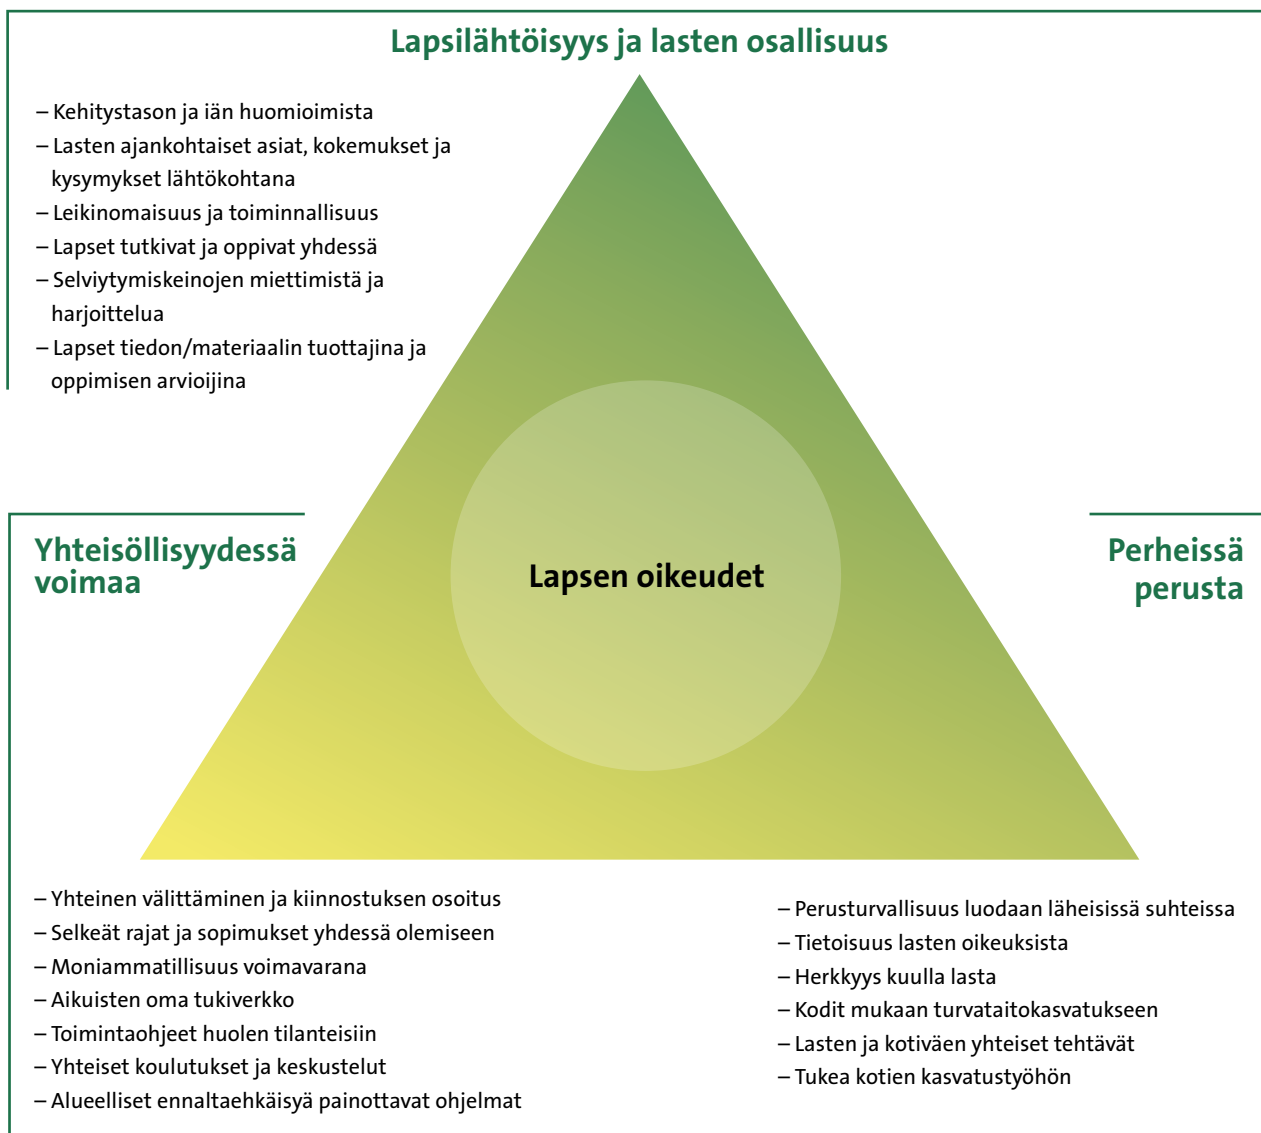 Lapsilähtöisyys ja lasten osallisuus
– Kehitystason ja iän huomioimista
– Lasten ajankohtaiset asiat, kokemukset ja
kysymykset lähtökohtana
– Leikinomaisuus ja toiminnallisuus
– Lapset tutkivat ja oppivat yhdessä
– Selviytymiskeinojen miettimistä ja
harjoittelua
– Lapset tiedon/materiaalin tuottajina ja
oppimisen arvioijina
Yhteisöllisyydessä
voimaa
Lapsen oikeudet
Perheissä
perusta
– Yhteinen välittäminen ja kiinnostuksen osoitus
– Selkeät rajat ja sopimukset yhdessä olemiseen
– Moniammatillisuus voimavarana
– Aikuisten oma tukiverkko
– Toimintaohjeet huolen tilanteisiin
– Yhteiset koulutukset ja keskustelut
– Alueelliset ennaltaehkäisyä painottavat ohjelmat
– Perusturvallisuus luodaan läheisissä suhteissa
– Tietoisuus lasten oikeuksista
– Herkkyys kuulla lasta
– Kodit mukaan turvataitokasvatukseen
– Lasten ja kotiväen yhteiset tehtävät
– Tukea kotien kasvatustyöhön